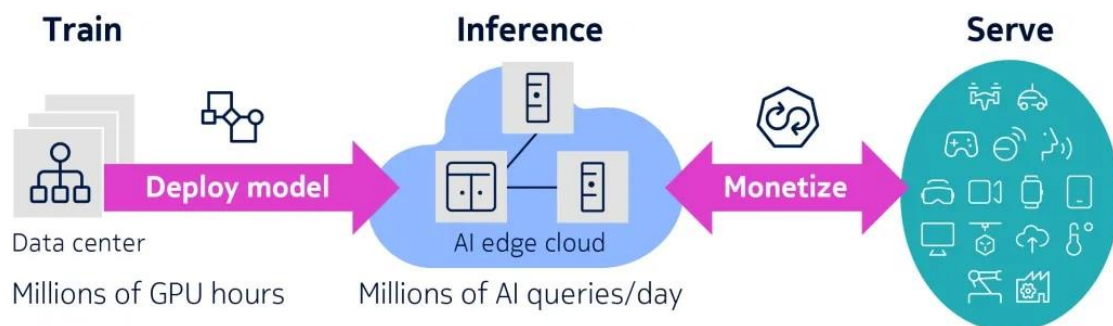 Train
Inference
Serve
Deploy model
Monetize
Data center
AI edge cloud
Millions of GPU hours
Millions of AI queries/day